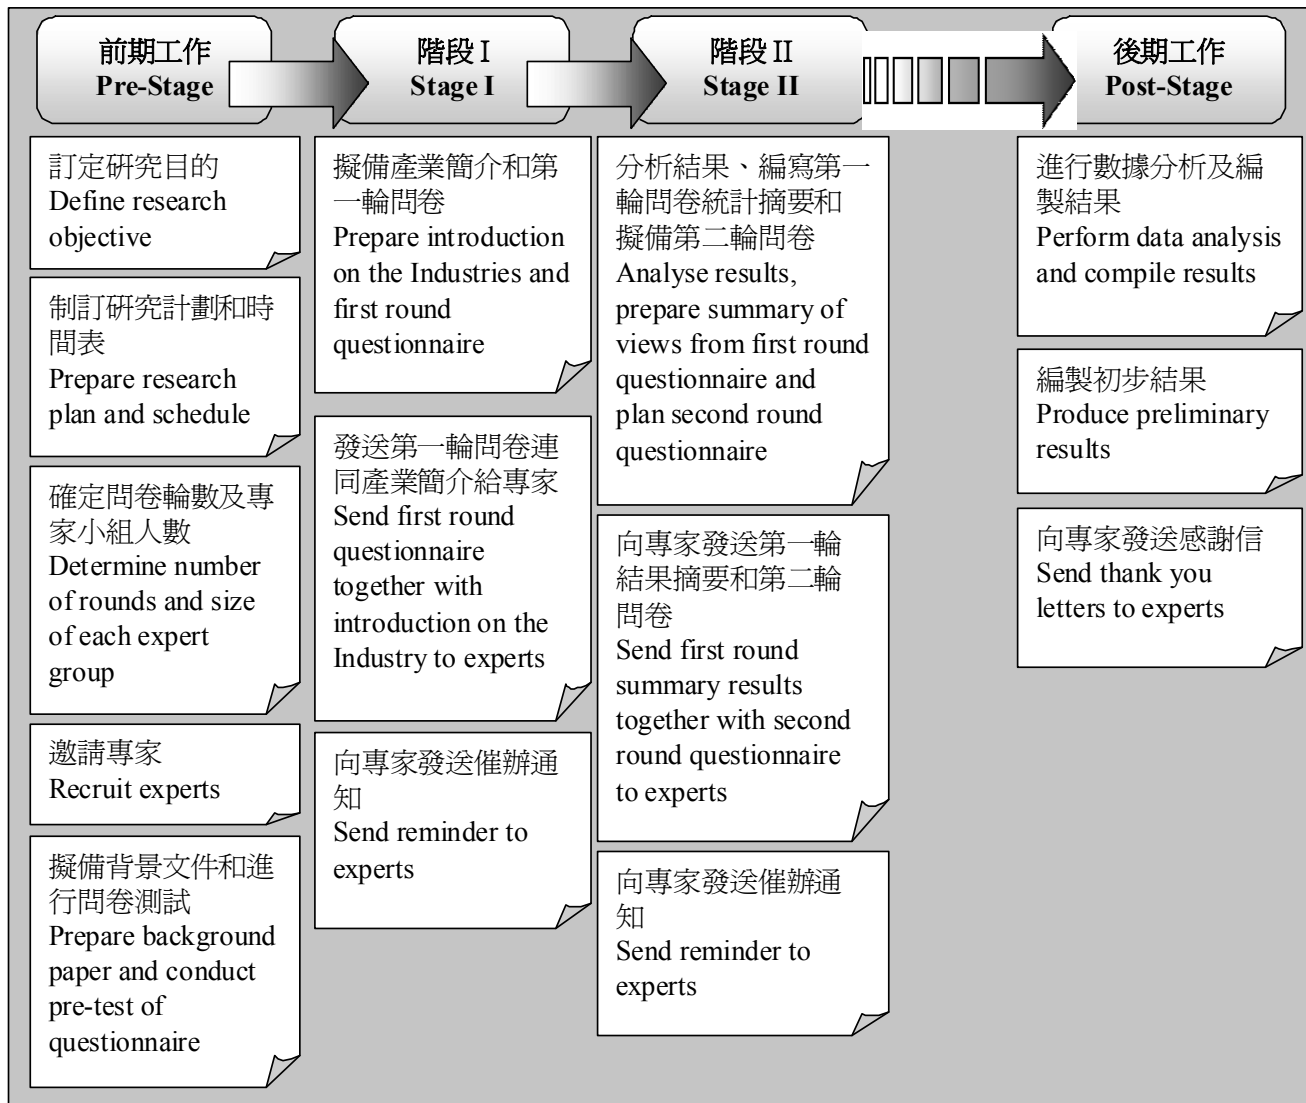 前期工作
Pre-Stage
階段 I
Stage I
階段 II
Stage II
後期工作
Post-Stage
訂定研究目的
Define research
objective
制訂研究計劃和時
間表
Prepare research
plan and schedule
確定問卷輪數及專
家小組人數
Determine number
of rounds and size
of each expert
group
邀請專家
Recruit experts
擬備背景文件和進
行問卷測試
Prepare background
paper and conduct
pre-test of
questionnaire
擬備產業簡介和第
一輪問卷
Prepare introduction
on the Industries and
first round
questionnaire
發送第一輪問卷連
同產業簡介給專家
Send first round
questionnaire
together with
introduction on the
Industry to experts
向專家發送催辦通
知
Send reminder to
experts
分析結果、編寫第一
輪問卷統計摘要和
擬備第二輪問卷
Analyse results,
prepare summary of
views from first round
questionnaire and
plan second round
questionnaire
向專家發送第一輪
結果摘要和第二輪
問卷
Send first round
summary results
together with second
round questionnaire
to experts
向專家發送催辦通
知
Send reminder to
experts
進行數據分析及編
製結果
Perform data analysis
and compile results
編製初步結果
Produce preliminary
results
向專家發送感謝信
Send thank you
letters to experts